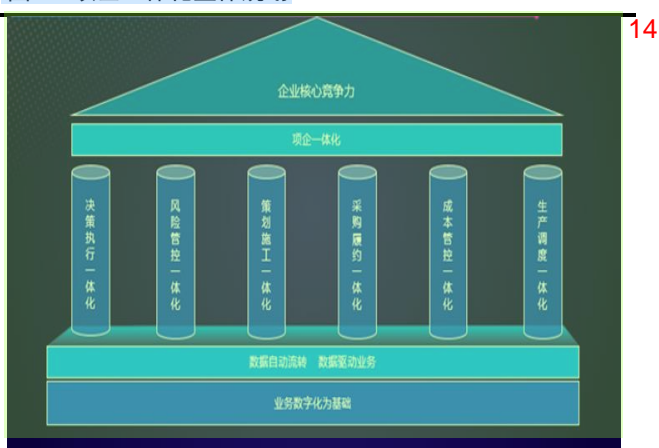 14
企业核心竞争力
项企一体化
决策执行一体化
风险管控一体化
策划施工一体化
采购履约一体化
成本管控一体化
生产调度一体化
数据自动流转 数据驱动业务
业务数字化为基础